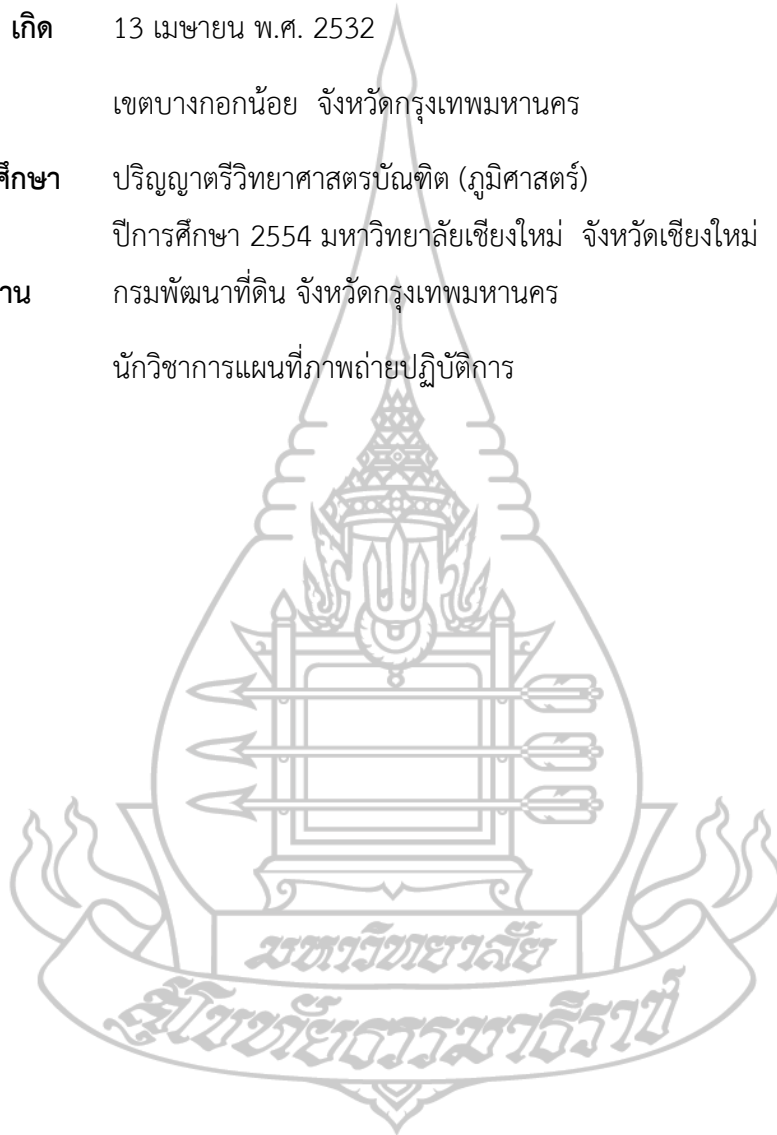 เกิด 13 เมษายน พ.ศ. 2532
เขตบางกอกน้อย จังหวัดกรุงเทพมหานคร
ศึกษา ปริญญาตรีวิทยาศาสตรบัณฑิต (ภูมิศาสตร์)
ปีการศึกษา 2554 มหาวิทยาลัยเชียงใหม่ จังหวัดเชียงใหม่
าน กรมพัฒนาที่ดิน จังหวัดกรุงเทพมหานคร
นักวิชาการแผนที่ภาพถ่ายปฏิบัติการ
มหาวิทยาลัย
สุโขทัยธรรมาธิราช